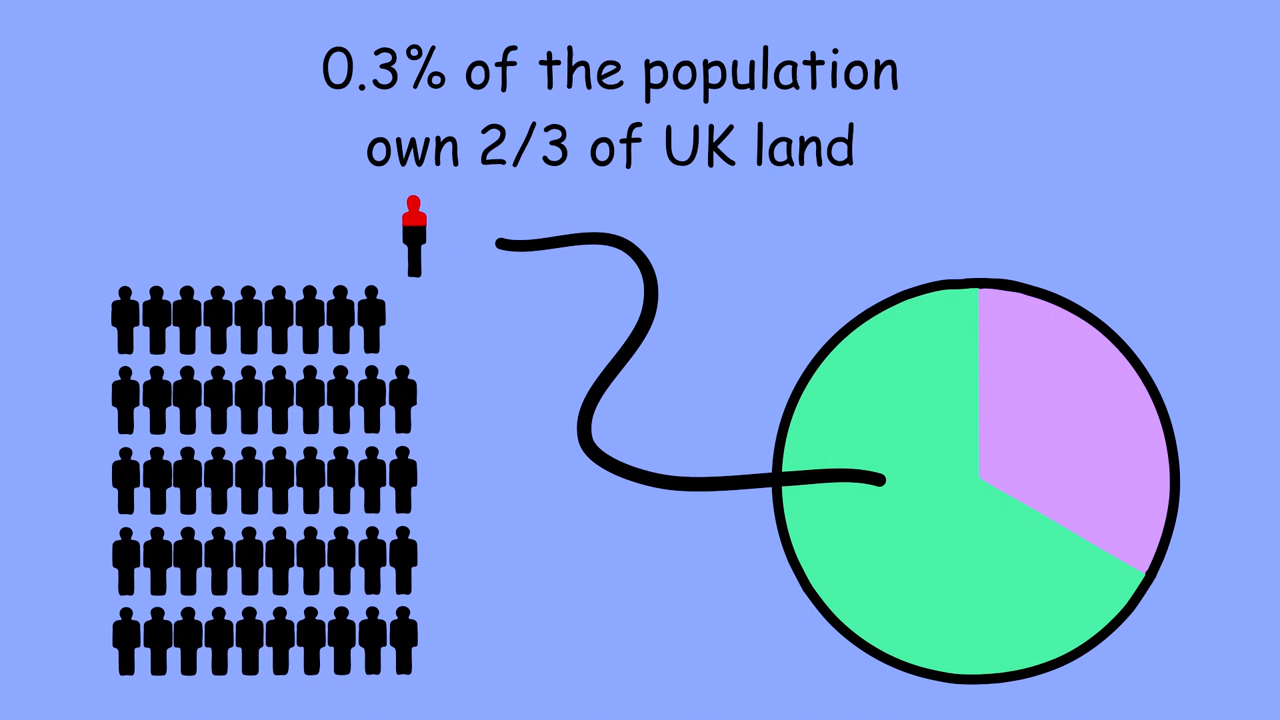 0.3% of the population
own 2/3 of UK land